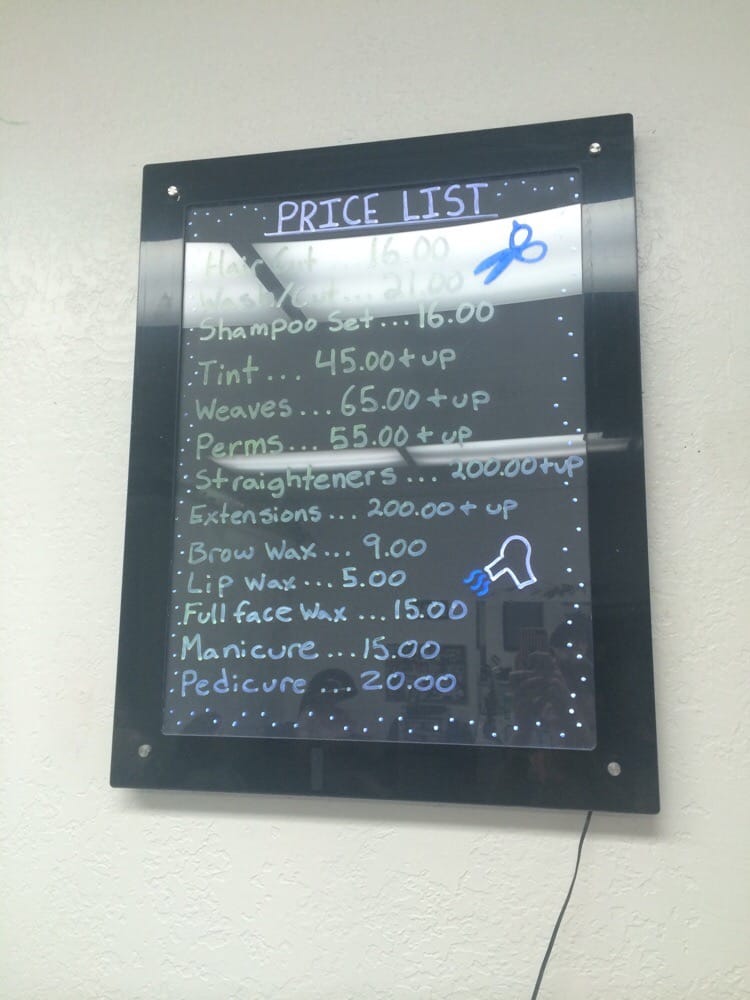 PRICE LIST
Hair Cut ... 16.00
Wash/Cut... 21.00
Shampoo Set... 16.00
Tint... 45.00+ up
Weaves... 65.00+ up
Perms... 55.00+ up
Straighteners ... 200.00+up
Extensions... 200.00+ up
Brow Wax... 9.00
Lip Wax... 5.00
Full face Wax ... 15.00
Manicure ... 15.00
Pedicure ... 20.00